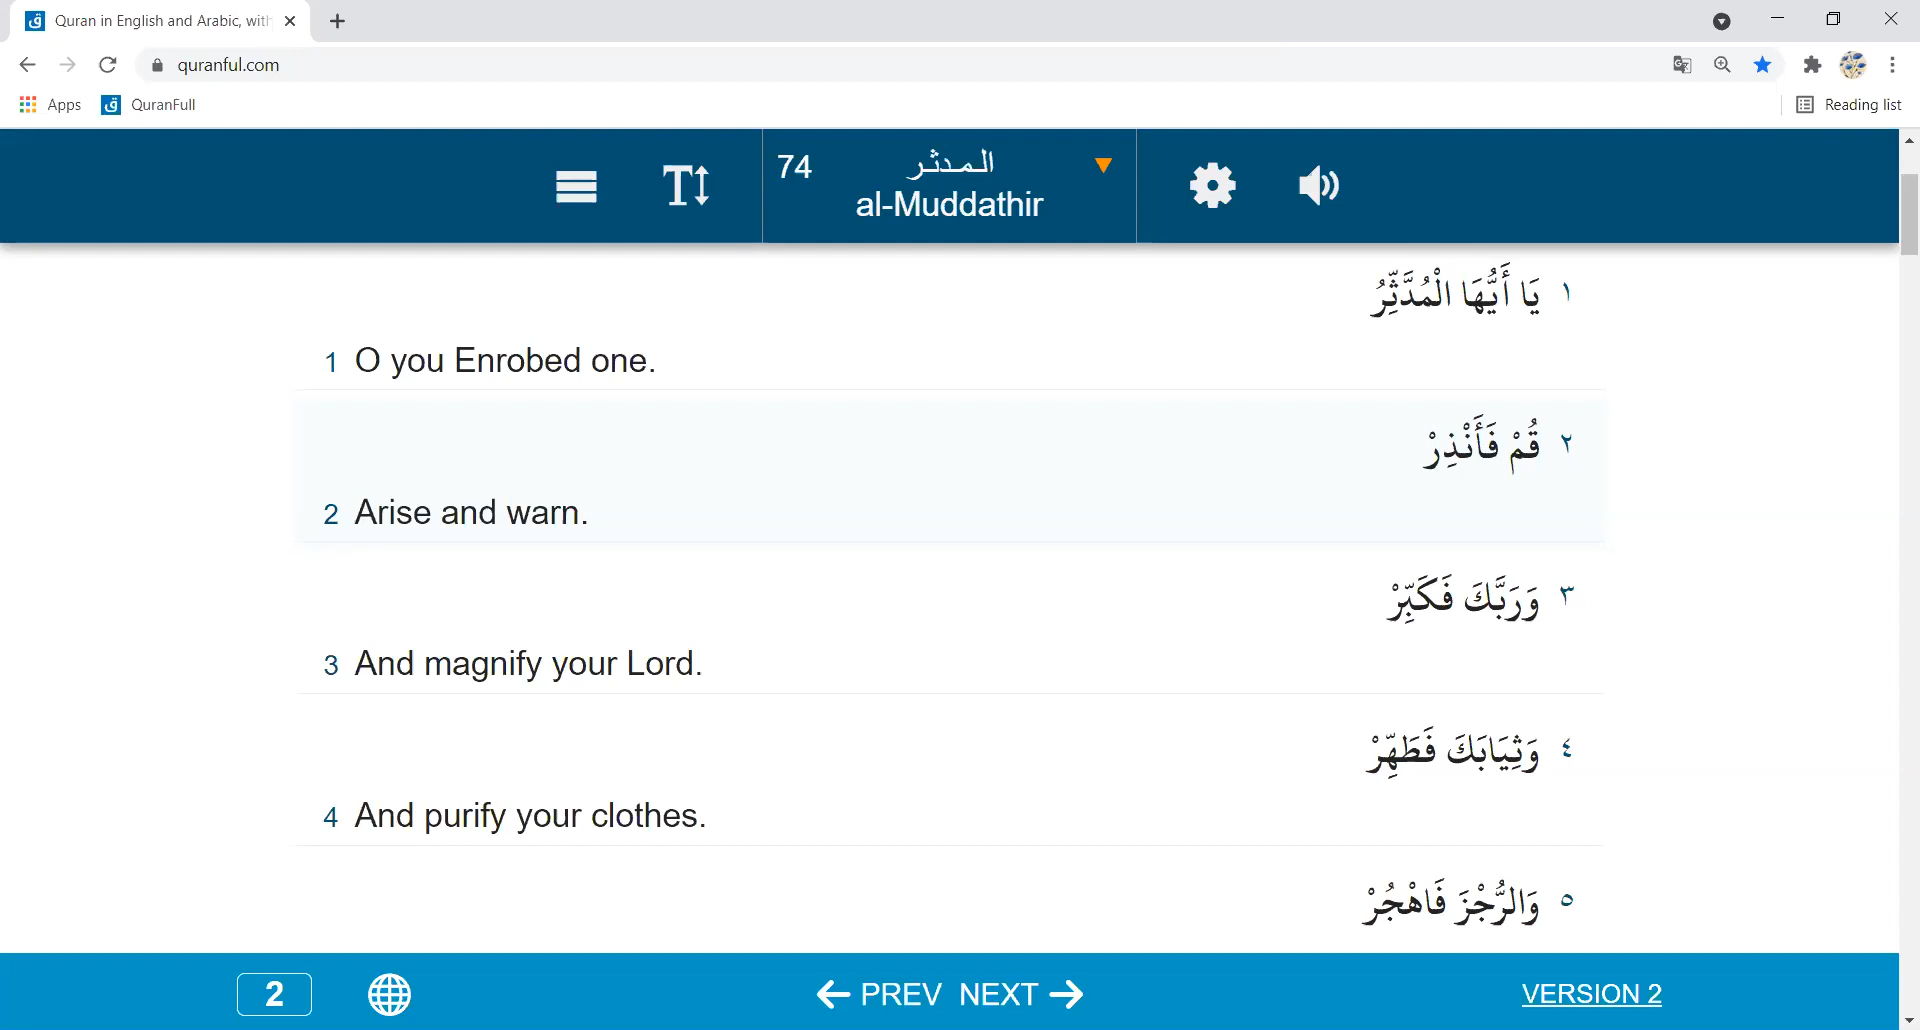 Quran in English and Arabic, with
quranful.com
Apps
QuranFull
Reading list
74
المدثر
al-Muddathir
١ يَا أَيُّهَا الْمُدَّثِّرُ
1 O you Enrobed one.
٢ قُمْ فَأَنْذِرْ
2 Arise and warn.
٣ وَرَبَّكَ فَكَبِّرْ
3 And magnify your Lord.
٤ وَثِيَابَكَ فَطَهِّرْ
4 And purify your clothes.
٥ وَالرُّجْزَ فَاهْجُرْ
2
PREV NEXT
VERSION 2